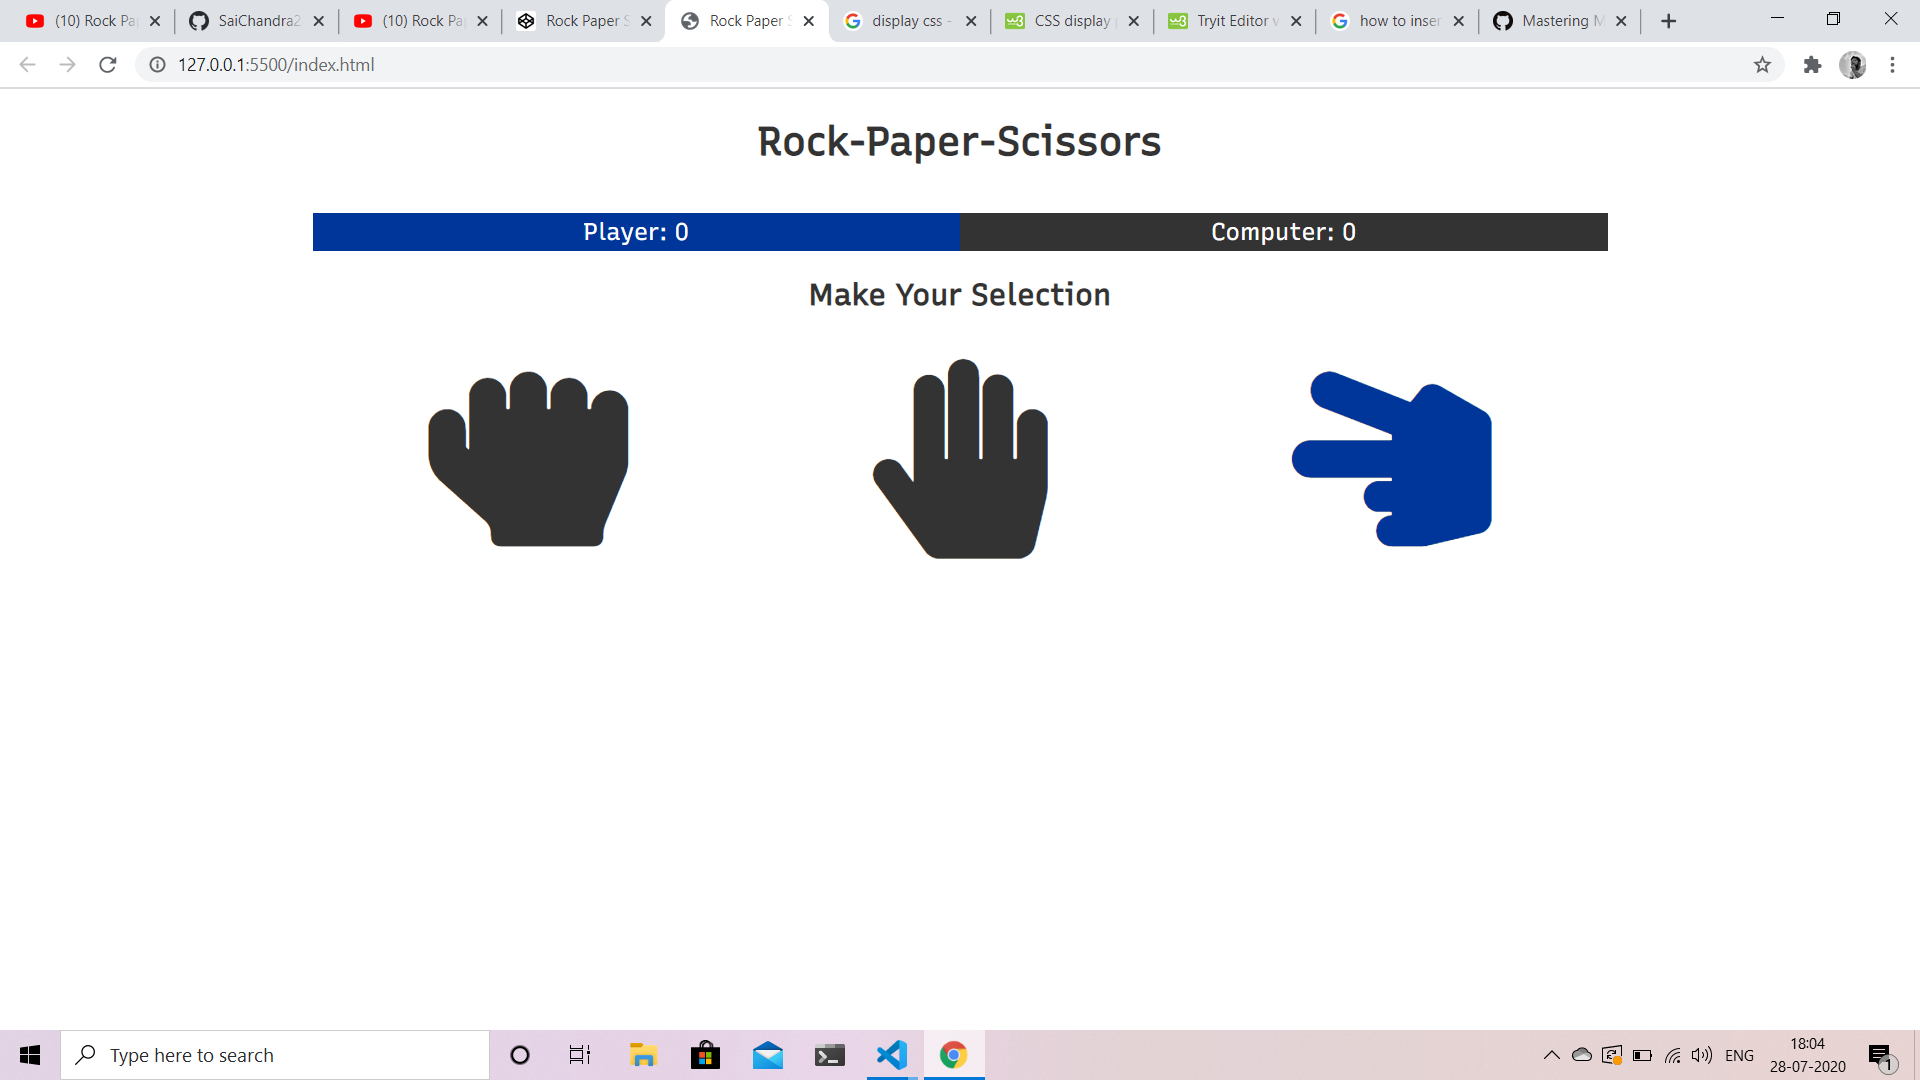 (10) Rock Pa
SaiChandra2
(10) Rock Pa
Rock Paper S
Rock Paper S
display css -
CSS display p
Tryit Editor v
how to inser
Mastering M
127.0.0.1:5500/index.html
Rock-Paper-Scissors
Player: 0
Computer: 0
Make Your Selection
Type here to search
ENG
18:04
28-07-2020
1